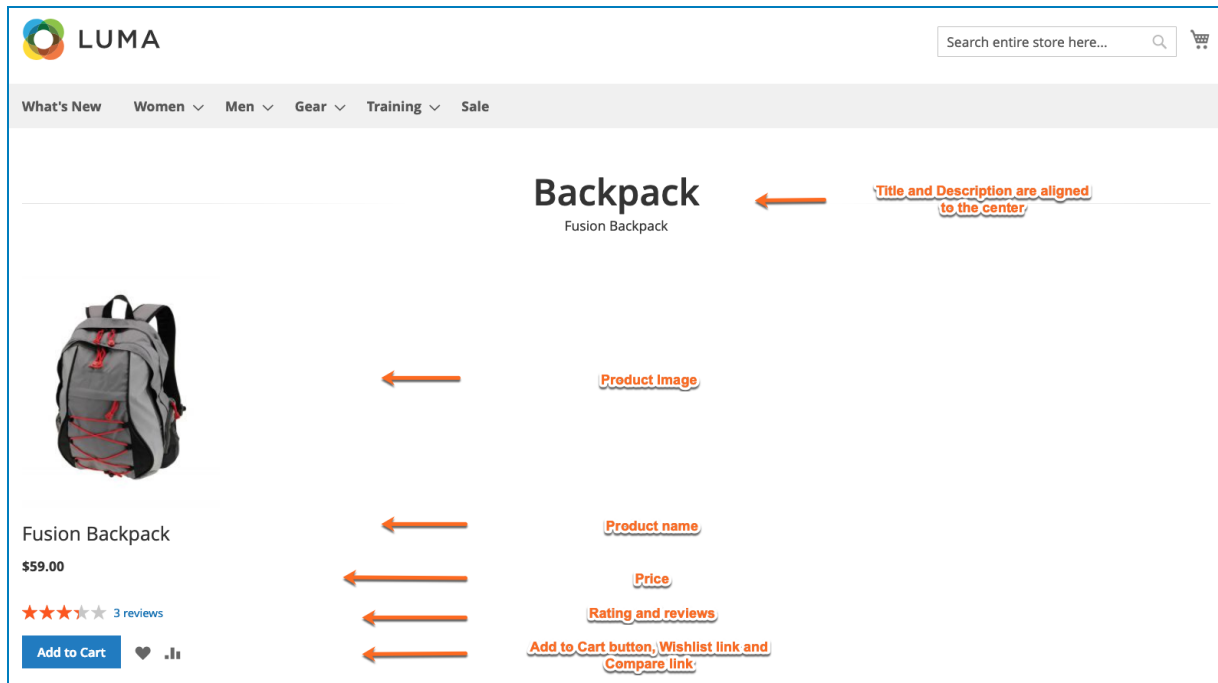 LUMA
Search entire store here...
What's New Women Men Gear Training Sale
Backpack
Title and Description are aligned
to the center
Fusion Backpack
Product Image
Fusion Backpack
Product name
$59.00
Price
3 reviews
Rating and reviews
Add to Cart
Add to Cart button, Wishlist link and
Compare link